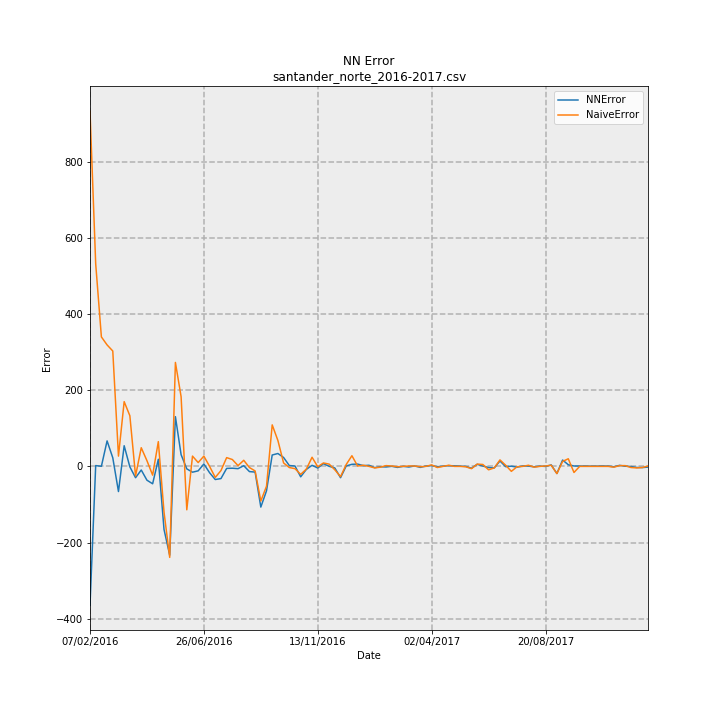 NN Error
santander_norte_2016-2017.csv
NNError
NaiveError
800
600
400
200
0
−200
−400
Error
07/02/2016
26/06/2016
13/11/2016
02/04/2017
20/08/2017
Date